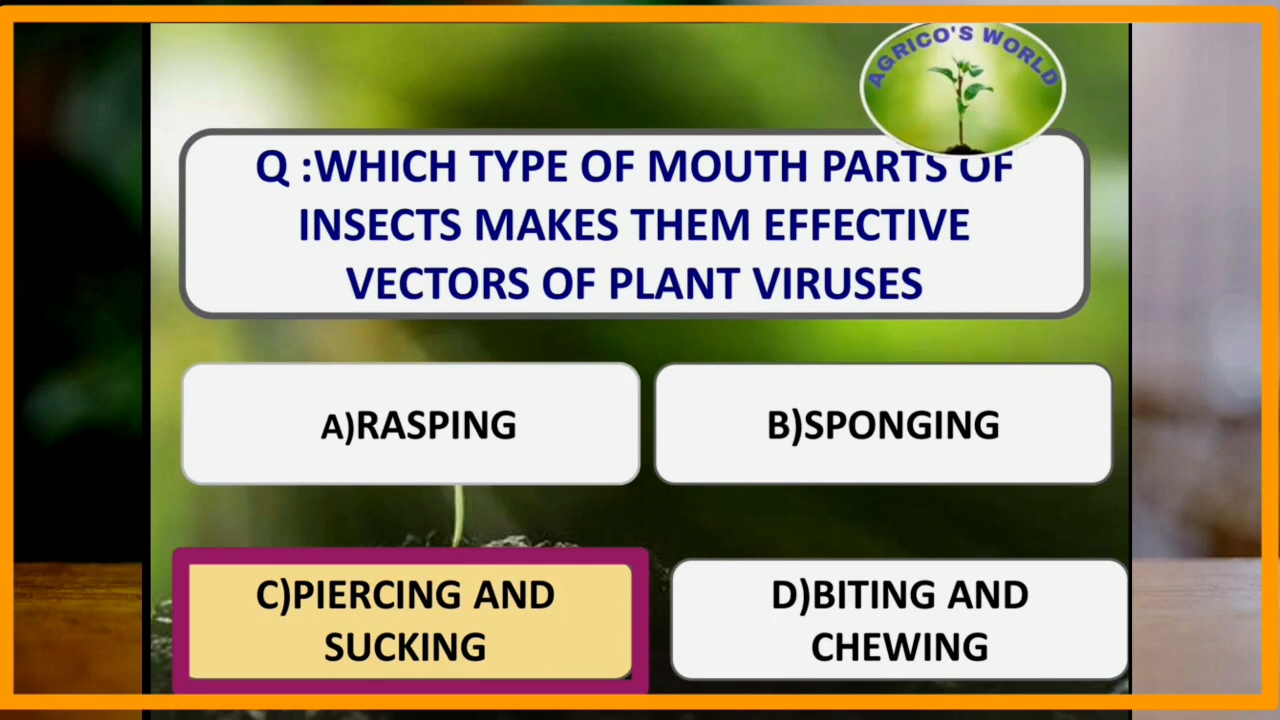 AGRICO'S WORLD
Q :WHICH TYPE OF MOUTH PARTS OF
INSECTS MAKES THEM EFFECTIVE
VECTORS OF PLANT VIRUSES
A)RASPING
B)SPONGING
C)PIERCING AND
SUCKING
D)BITING AND
CHEWING